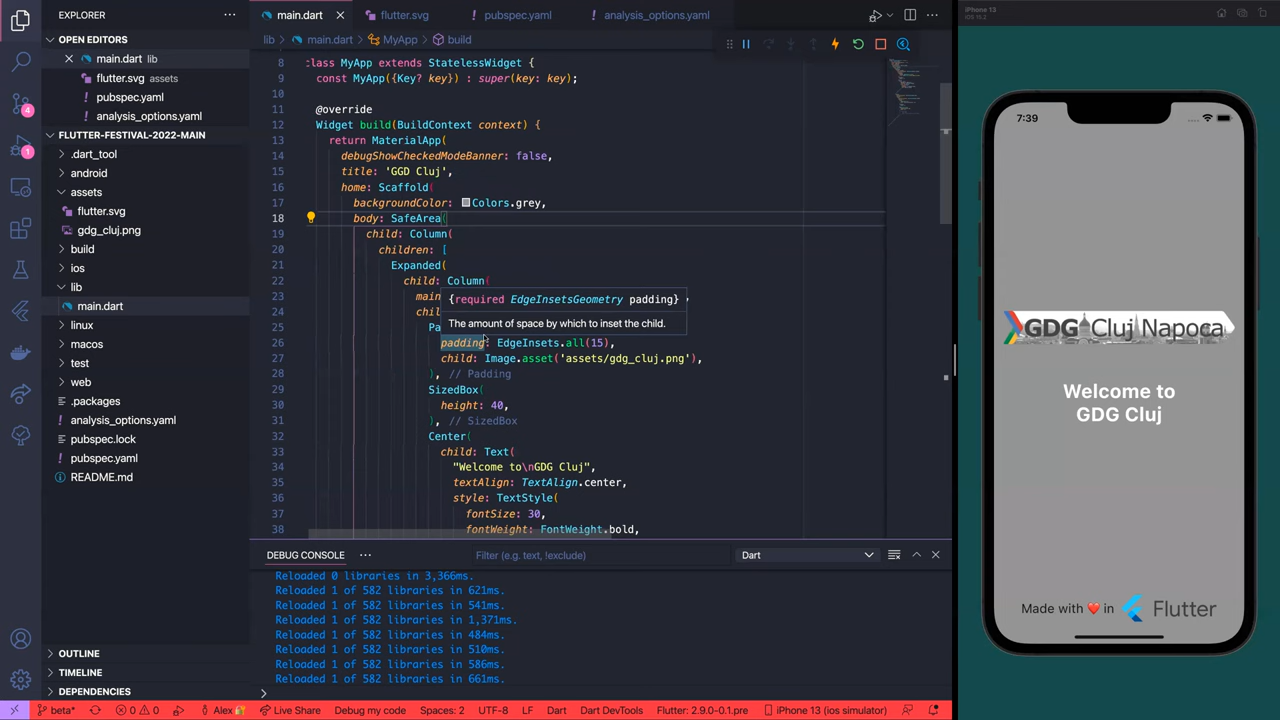 EXPLORER
OPEN EDITORS
main.dart lib
flutter.svg assets
pubspec.yaml
analysis_options.yaml
FLUTTER-FESTIVAL-2022-MAIN
.dart_tool
android
assets
flutter.svg
gdg_cluj.png
build
ios
lib
main.dart
linux
macos
test
web
.packages
analysis_options.yaml
pubspec.lock
pubspec.yaml
README.md
OUTLINE
TIMELINE
DEPENDENCIES
4
1
main.dart
flutter.svg
pubspec.yaml
analysis_options.yaml
lib > main.dart > MyApp > build
8 class MyApp extends StatelessWidget {
9 const MyApp({Key? key}) : super(key: key);
10
11 @override
12 Widget build(BuildContext context) {
13 return MaterialApp(
14 debugShowCheckedModeBanner: false,
15 title: 'GGD Cluj',
16 home: Scaffold(
17 backgroundColor: Colors.grey,
18 body: SafeArea(
19 child: Column(
20 children: [
21 Expanded(
22 child: Column(
23 main
24 c
25 Pa
{required EdgeInsetsGeometry padding}
The amount of space by which to inset the child.
26 padding: EdgeInsets.all(15),
27 child: Image.asset('assets/gdg_cluj.png'),
28 ), // Padding
29 SizedBox(
30 height: 40,
31 ), // SizedBox
32 Center(
33 child: Text(
34 "Welcome to\nGDG Cluj",
35 textAlign: TextAlign.center,
36 style: TextStyle(
37 fontSize: 30,
38 fontWeight: FontWeight.bold,
DEBUG CONSOLE
Filter (e.g. text, !exclude)
Dart
Reloaded 0 libraries in 3,366ms.
Reloaded 1 of 582 libraries in 621ms.
Reloaded 1 of 582 libraries in 541ms.
Reloaded 1 of 582 libraries in 1,371ms.
Reloaded 1 of 582 libraries in 484ms.
Reloaded 1 of 582 libraries in 510ms.
Reloaded 1 of 582 libraries in 586ms.
Reloaded 1 of 582 libraries in 661ms.
beta* 0 0 Alex Live Share Debug my code Spaces: 2 UTF-8 LF Dart Dart DevTools Flutter: 2.9.0-0.1.pre iPhone 13 (ios simulator)
iPhone 13
iOS 15.2
7:39
GDG Cluj Napoca
Welcome to
GDG Cluj
Made with ❤️ in Flutter